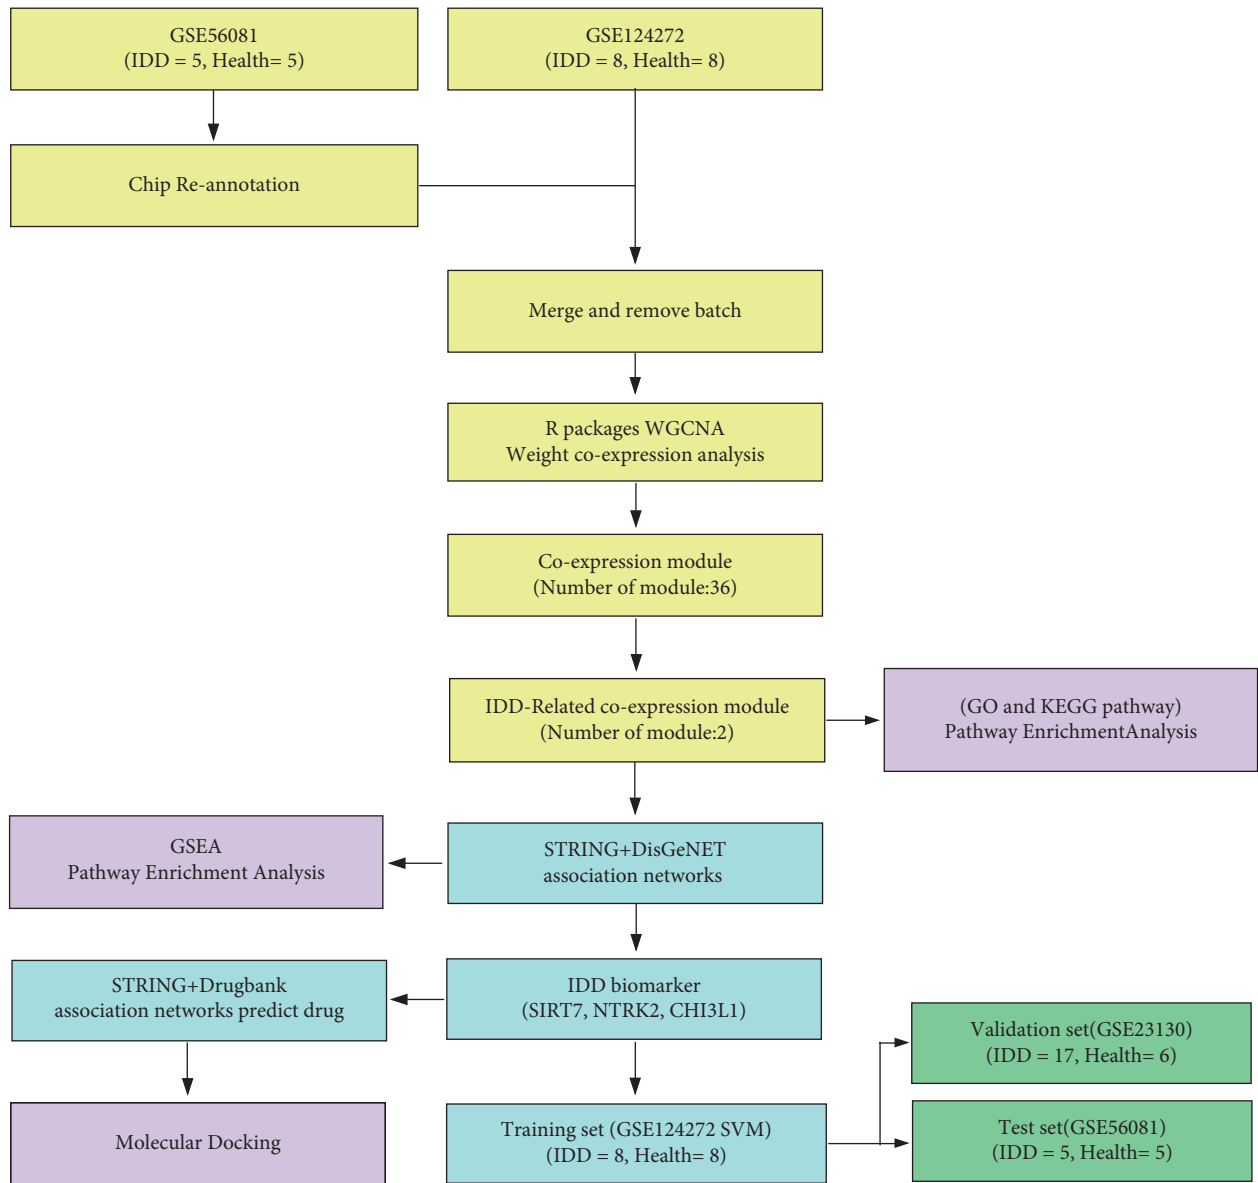 GSE56081
(IDD = 5, Health= 5)
GSE124272
(IDD = 8, Health= 8)
Chip Re-annotation
Merge and remove batch
R packages WGCNA
Weight co-expression analysis
Co-expression module
(Number of module:36)
IDD-Related co-expression module
(Number of module:2)
(GO and KEGG pathway)
Pathway EnrichmentAnalysis
GSEA
Pathway Enrichment Analysis
STRING+DisGeNET
association networks
STRING+Drugbank
association networks predict drug
IDD biomarker
(SIRT7, NTRK2, CHI3L1)
Validation set(GSE23130)
(IDD = 17, Health= 6)
Molecular Docking
Training set (GSE124272 SVM)
(IDD = 8, Health= 8)
Test set(GSE56081)
(IDD = 5, Health= 5)